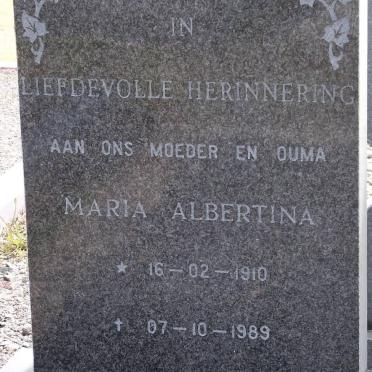 IN
LIEFDEVOLLE HERINNERING
AAN ONS MOEDER EN OUMA
MARIA ALBERTINA
★ 16-02-1910
✝ 07-10-1989